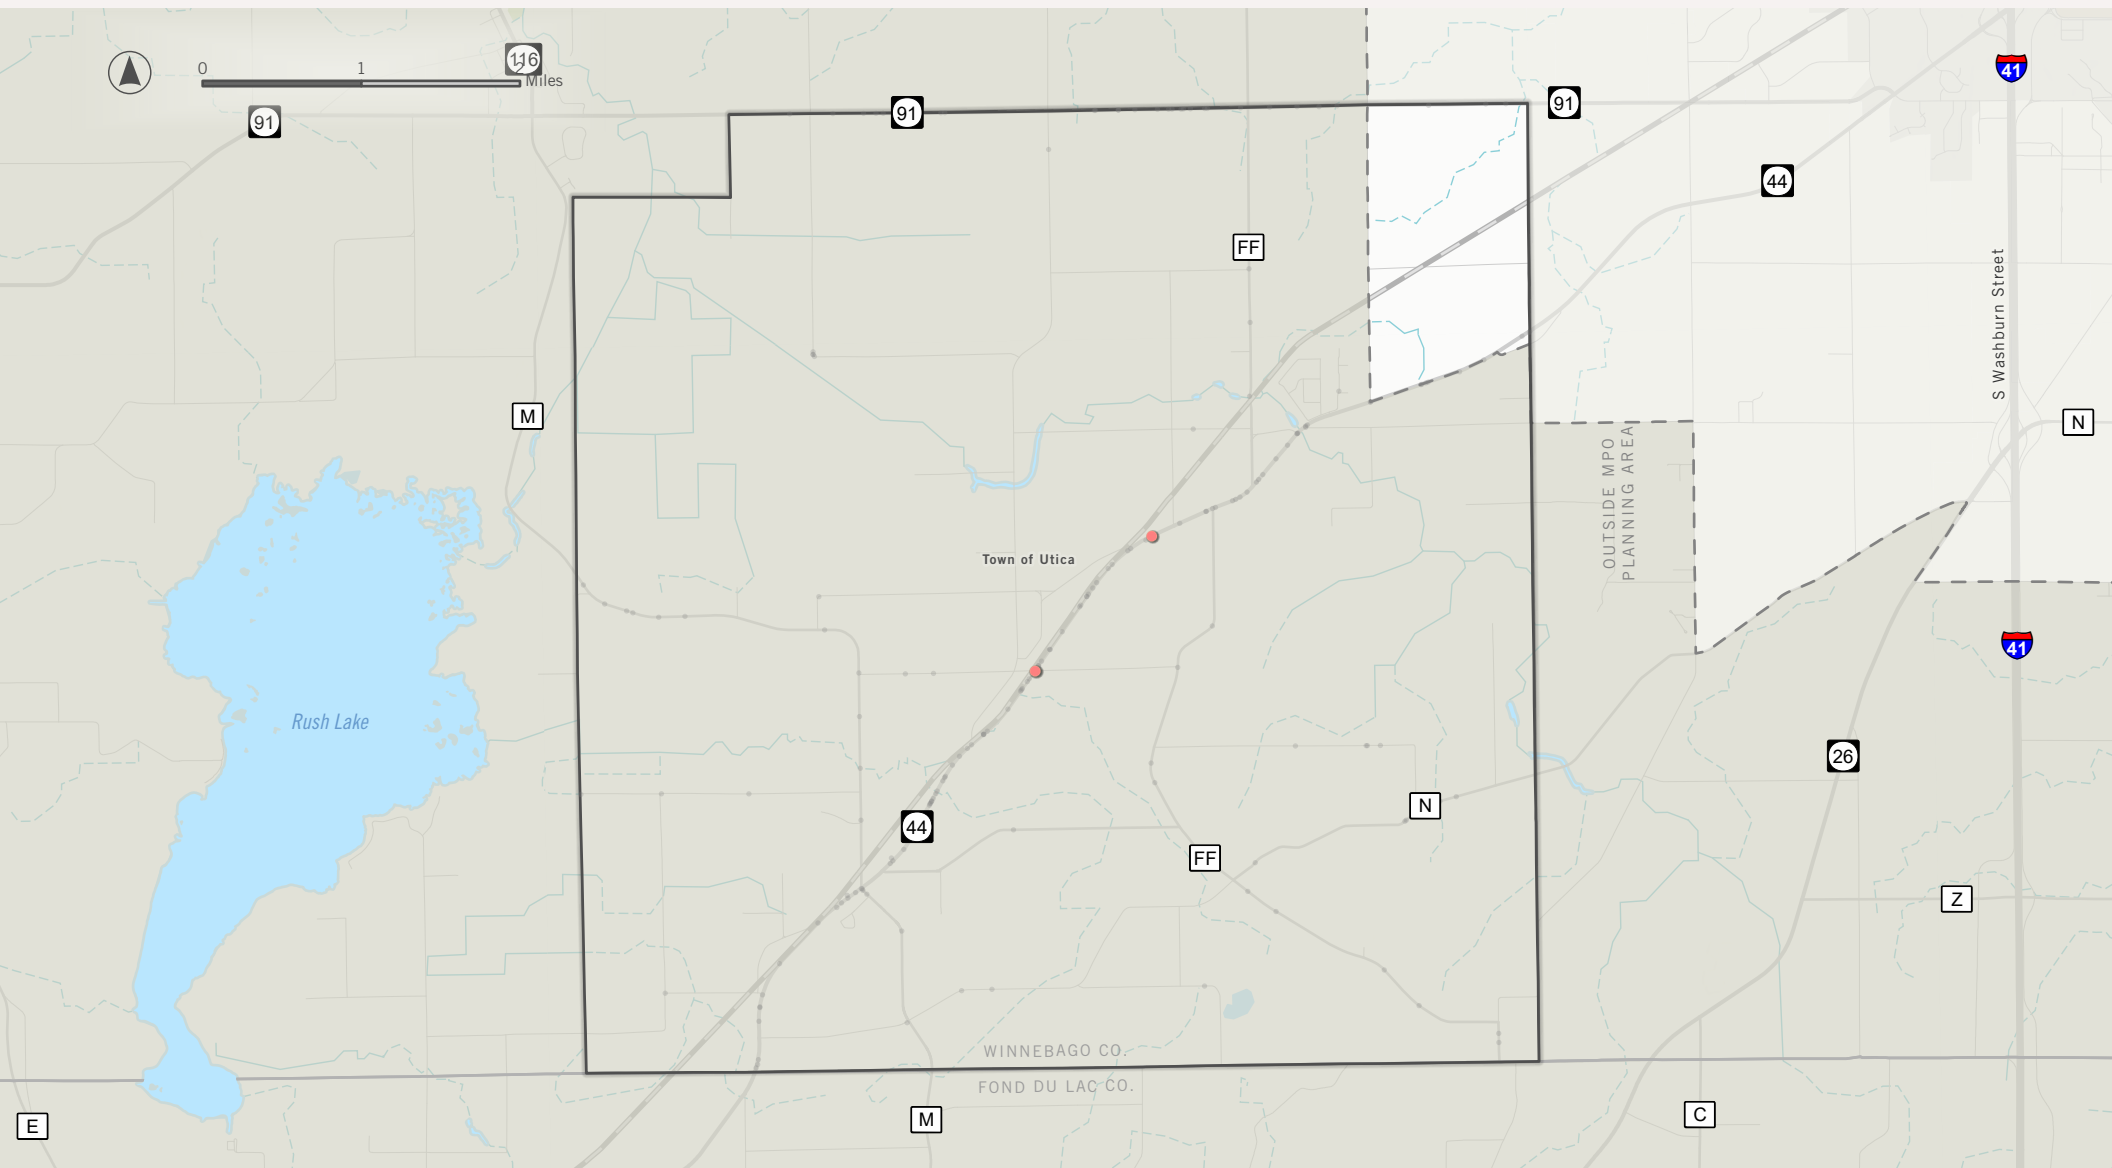 0
1
2
Miles
116
91
91
91
41
44
FF
S Washburn Street
M
N
OUTSIDE MPO
PLANNING AREA
Town of Utica
41
Rush Lake
26
N
44
FF
Z
WINNEBAGO CO.
FOND DU LAC CO.
E
M
C